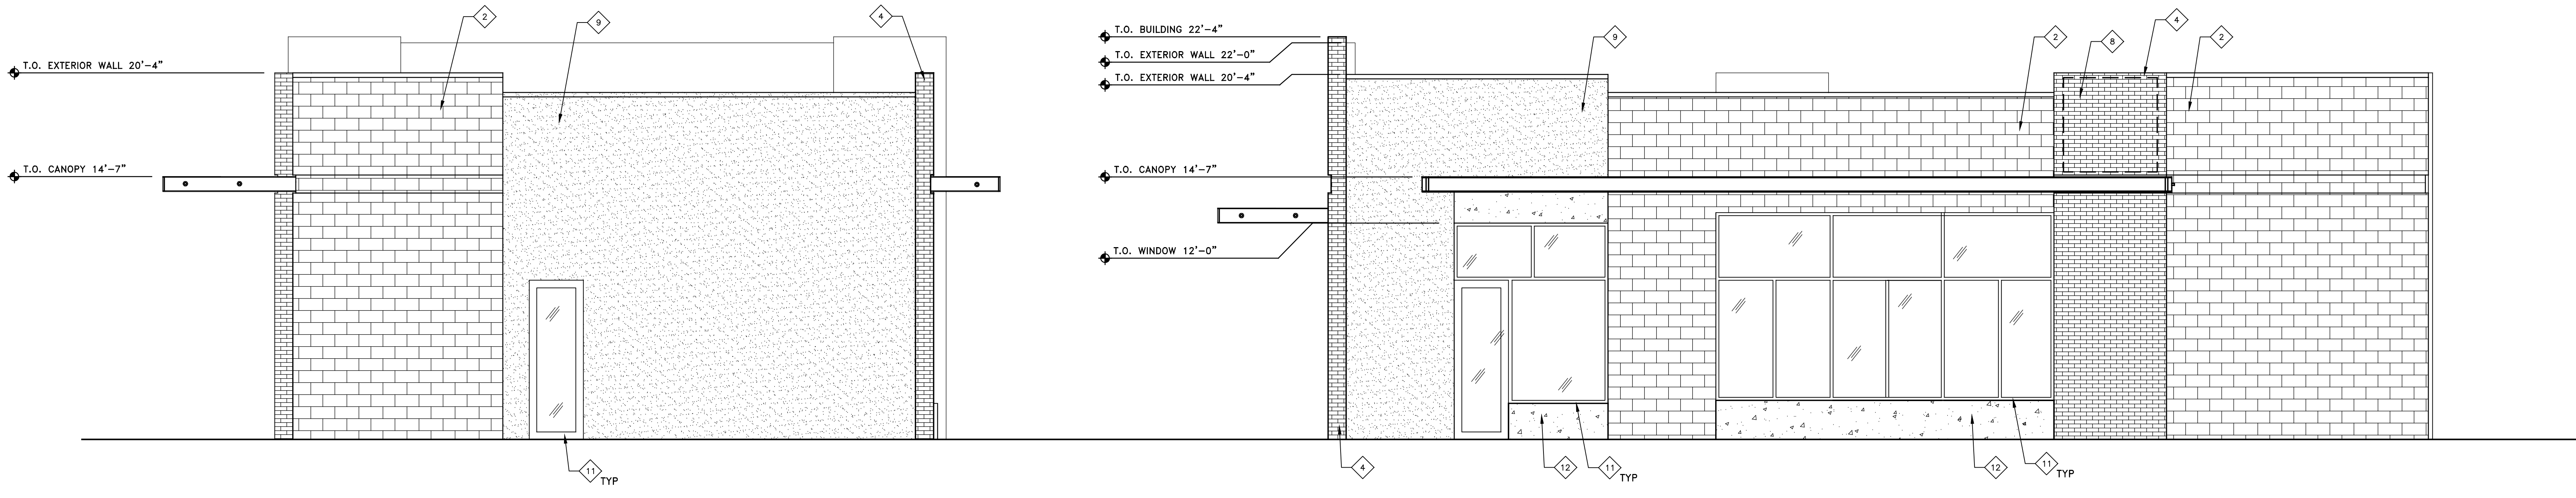 2
9
4
T.O. EXTERIOR WALL 20'-4"
T.O. CANOPY 14'-7"
11
TYP
T.O. BUILDING 22'-4"
T.O. EXTERIOR WALL 22'-0"
T.O. EXTERIOR WALL 20'-4"
T.O. CANOPY 14'-7"
T.O. WINDOW 12'-0"
9
2
8
4
2
4
12
11
TYP
12
11
TYP